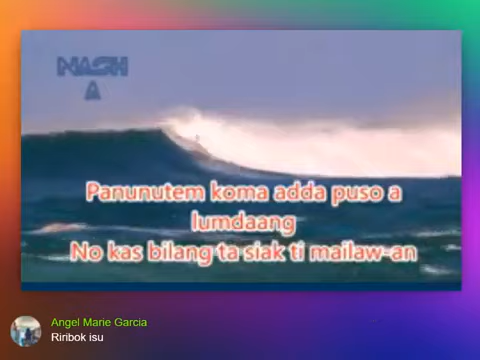 NASH
A
Panunutem koma adda puso a
lumdaang
No kas bilang ta siak ti mailaw-an
Angel Marie Garcia
Riribok isu